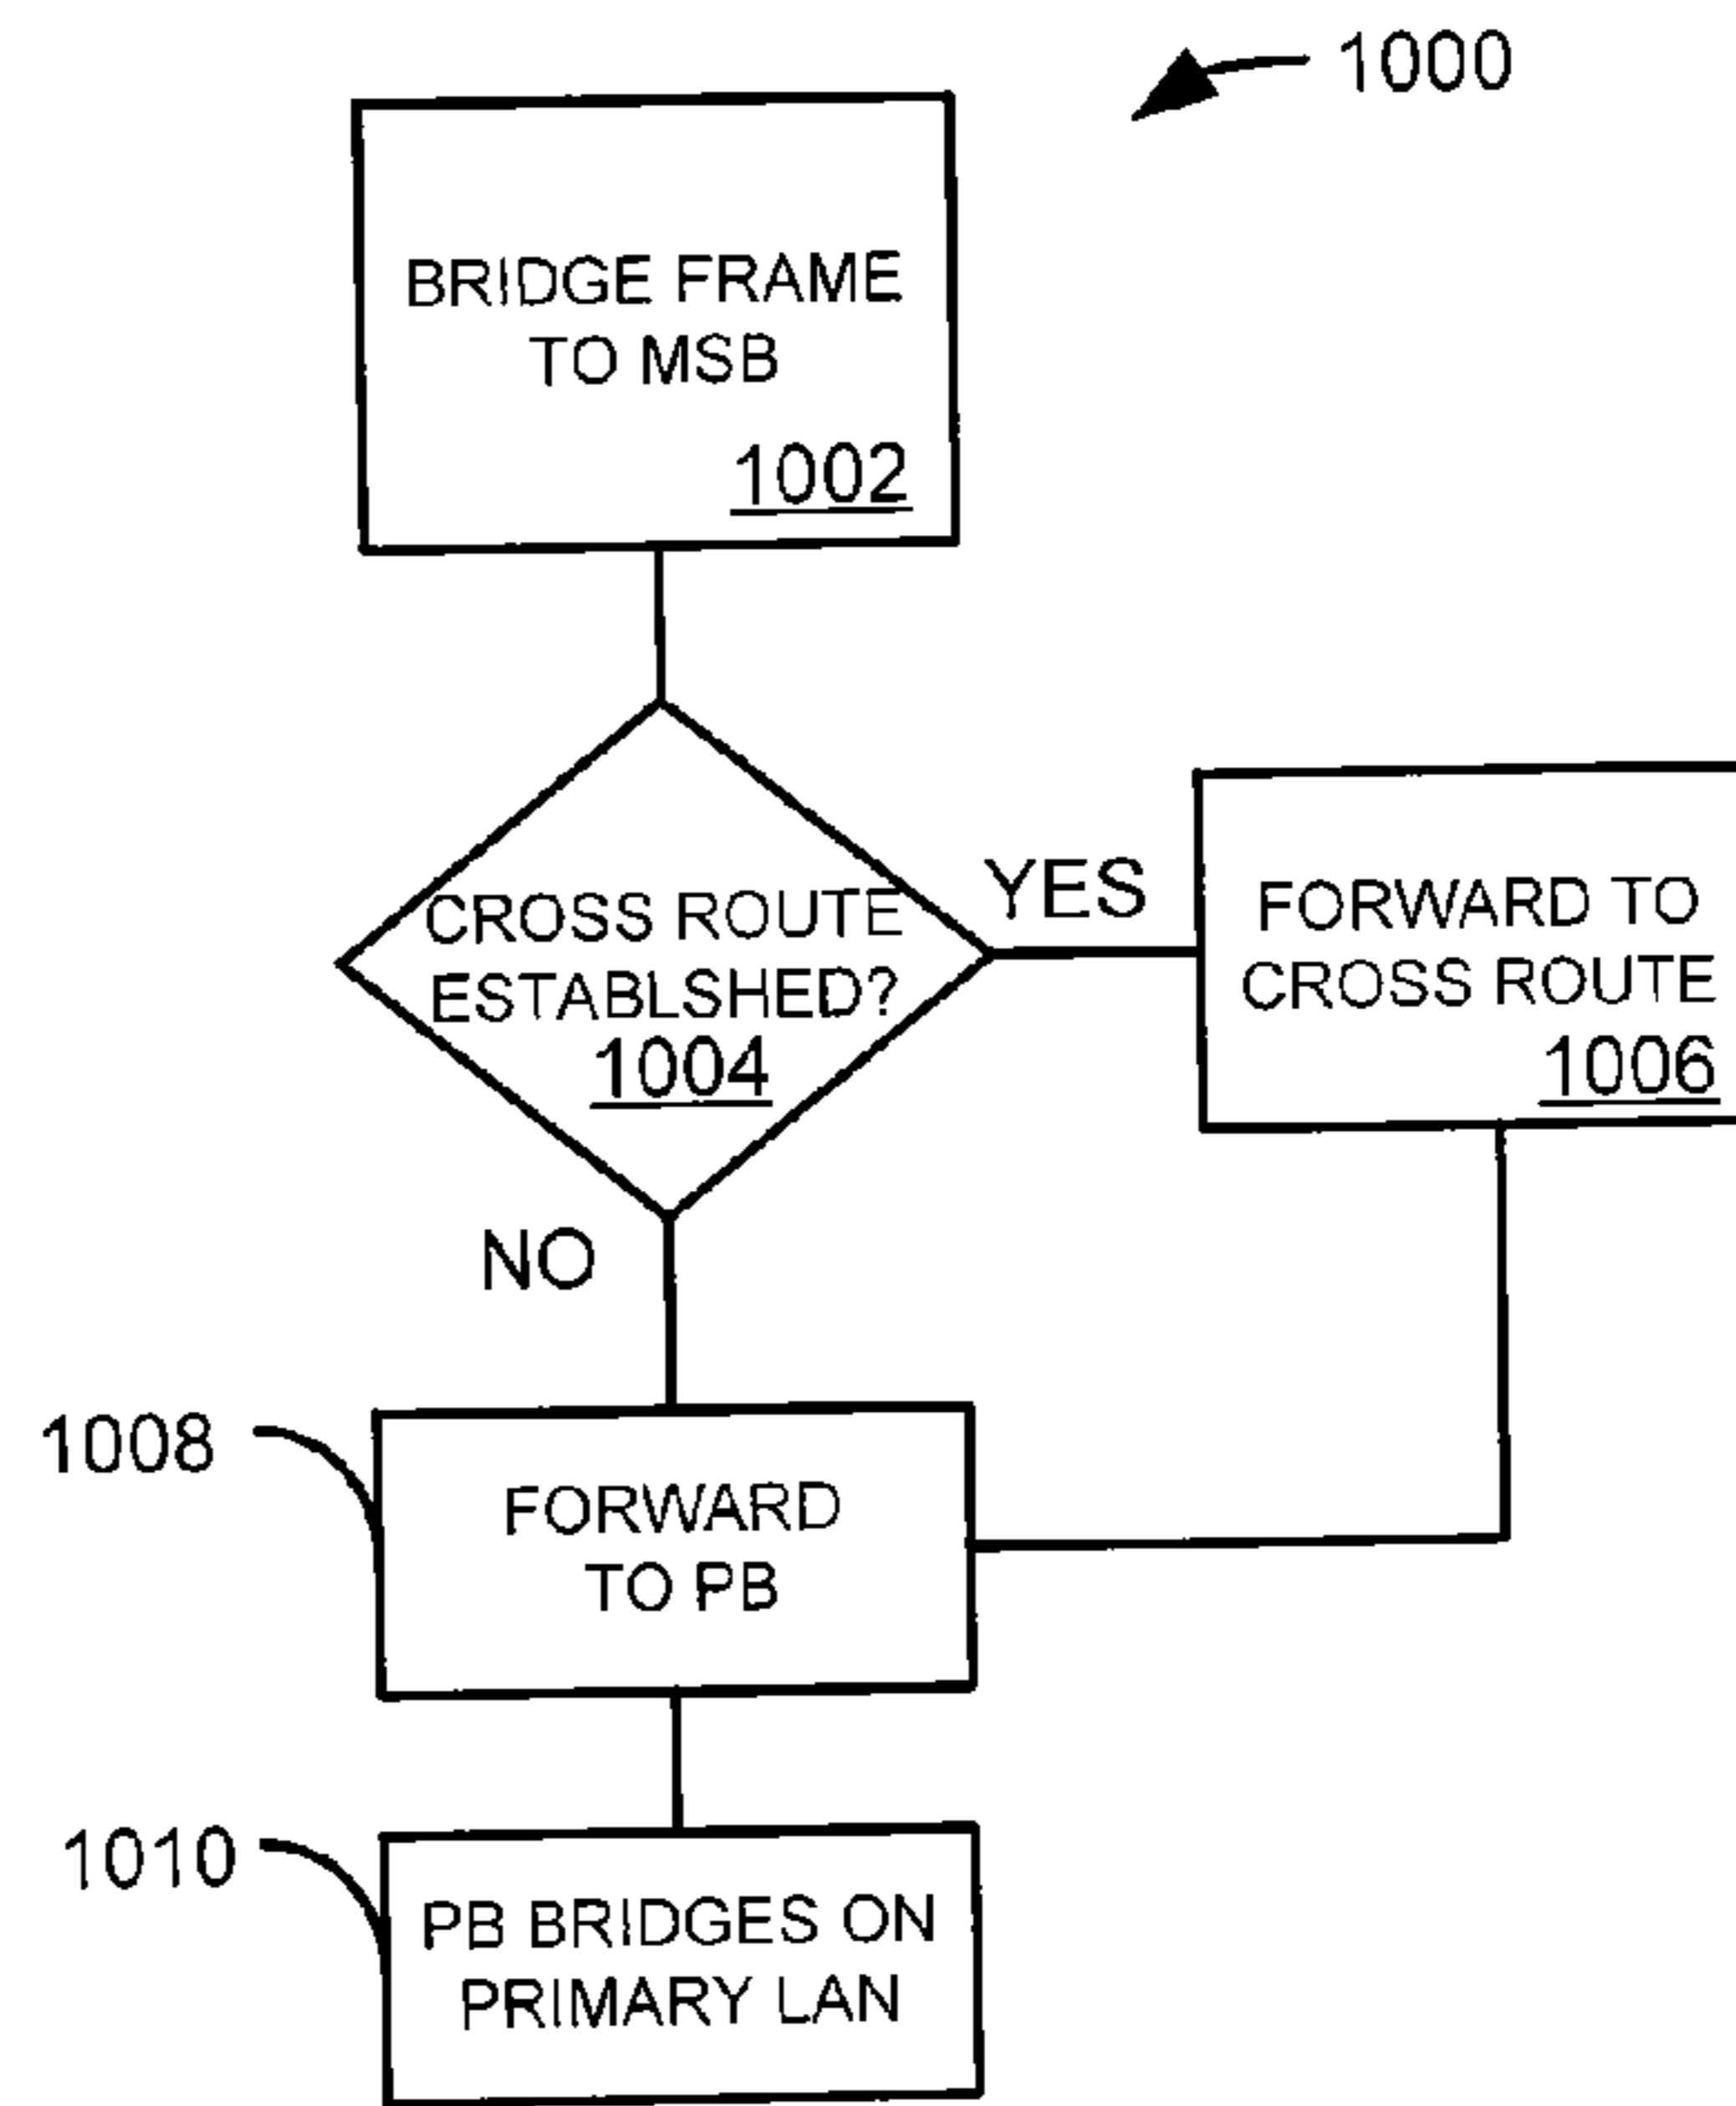 1000
BRIDGE FRAME
TO MSB
1002
CROSS ROUTE
ESTABLSHED?
1004
YES
FORWARD TO
CROSS ROUTE
1006
NO
1008
FORWARD
TO PB
1010
PB BRIDGES ON
PRIMARY LAN